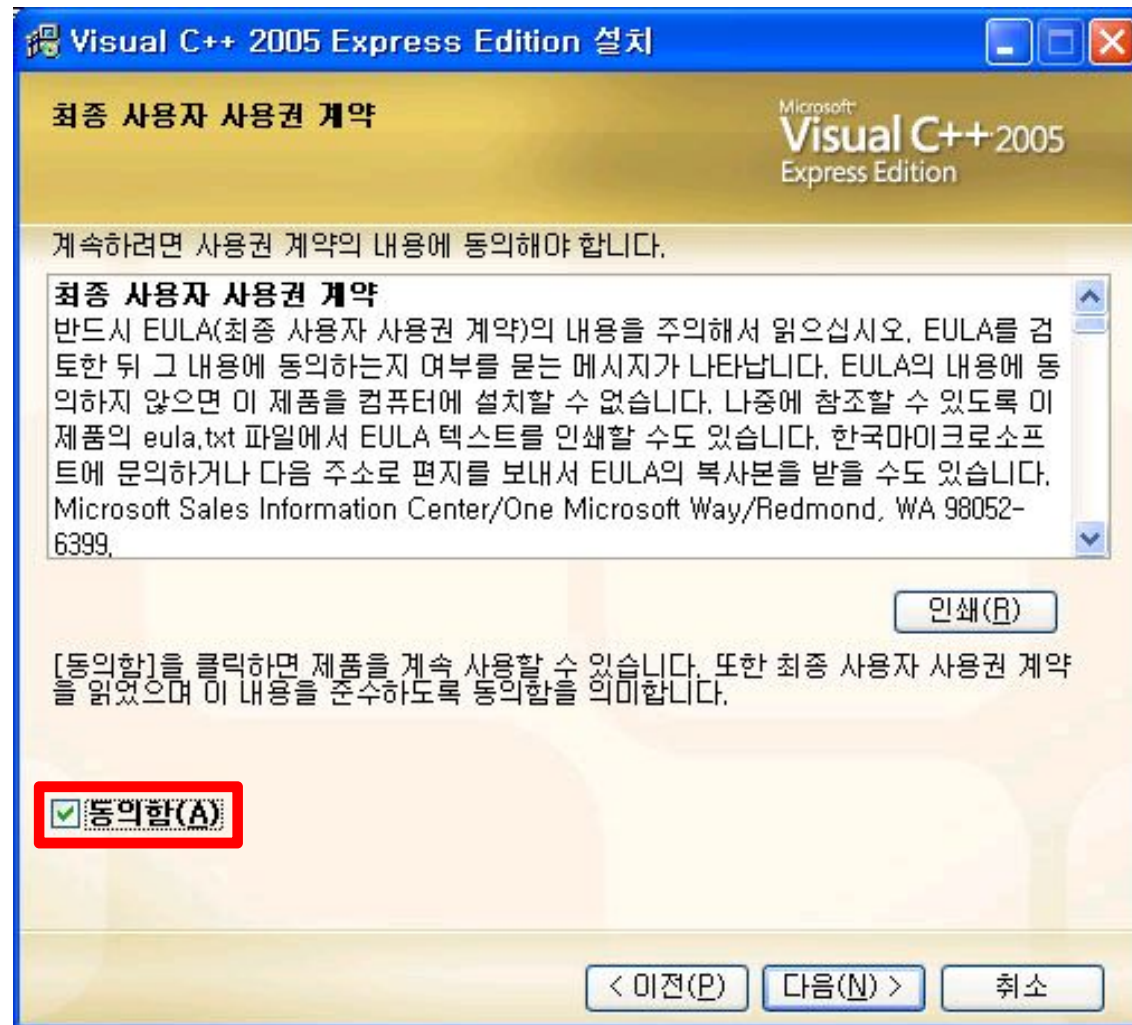 Visual C++ 2005 Express Edition 설치
최종 사용자 사용권 계약
Microsoft
Visual C++ 2005
Express Edition
계속하려면 사용권 계약의 내용에 동의해야 합니다.
최종 사용자 사용권 계약
반드시 EULA(최종 사용자 사용권 계약)의 내용을 주의해서 읽으십시오. EULA를 검
토한 뒤 그 내용에 동의하는지 여부를 묻는 메시지가 나타납니다. EULA의 내용에 동
의하지 않으면 이 제품을 컴퓨터에 설치할 수 없습니다. 나중에 참조할 수 있도록 이
제품의 eula.txt 파일에서 EULA 텍스트를 인쇄할 수도 있습니다. 한국마이크로소프
트에 문의하거나 다음 주소로 편지를 보내서 EULA의 복사본을 받을 수도 있습니다.
Microsoft Sales Information Center/One Microsoft Way/Redmond, WA 98052-
6399.
인쇄(R)
[동의함]을 클릭하면 제품을 계속 사용할 수 있습니다. 또한 최종 사용자 사용권 계약
을 읽었으며 이 내용을 준수하도록 동의함을 의미합니다.
동의함(A)
< 이전(P)
다음(N) >
취소